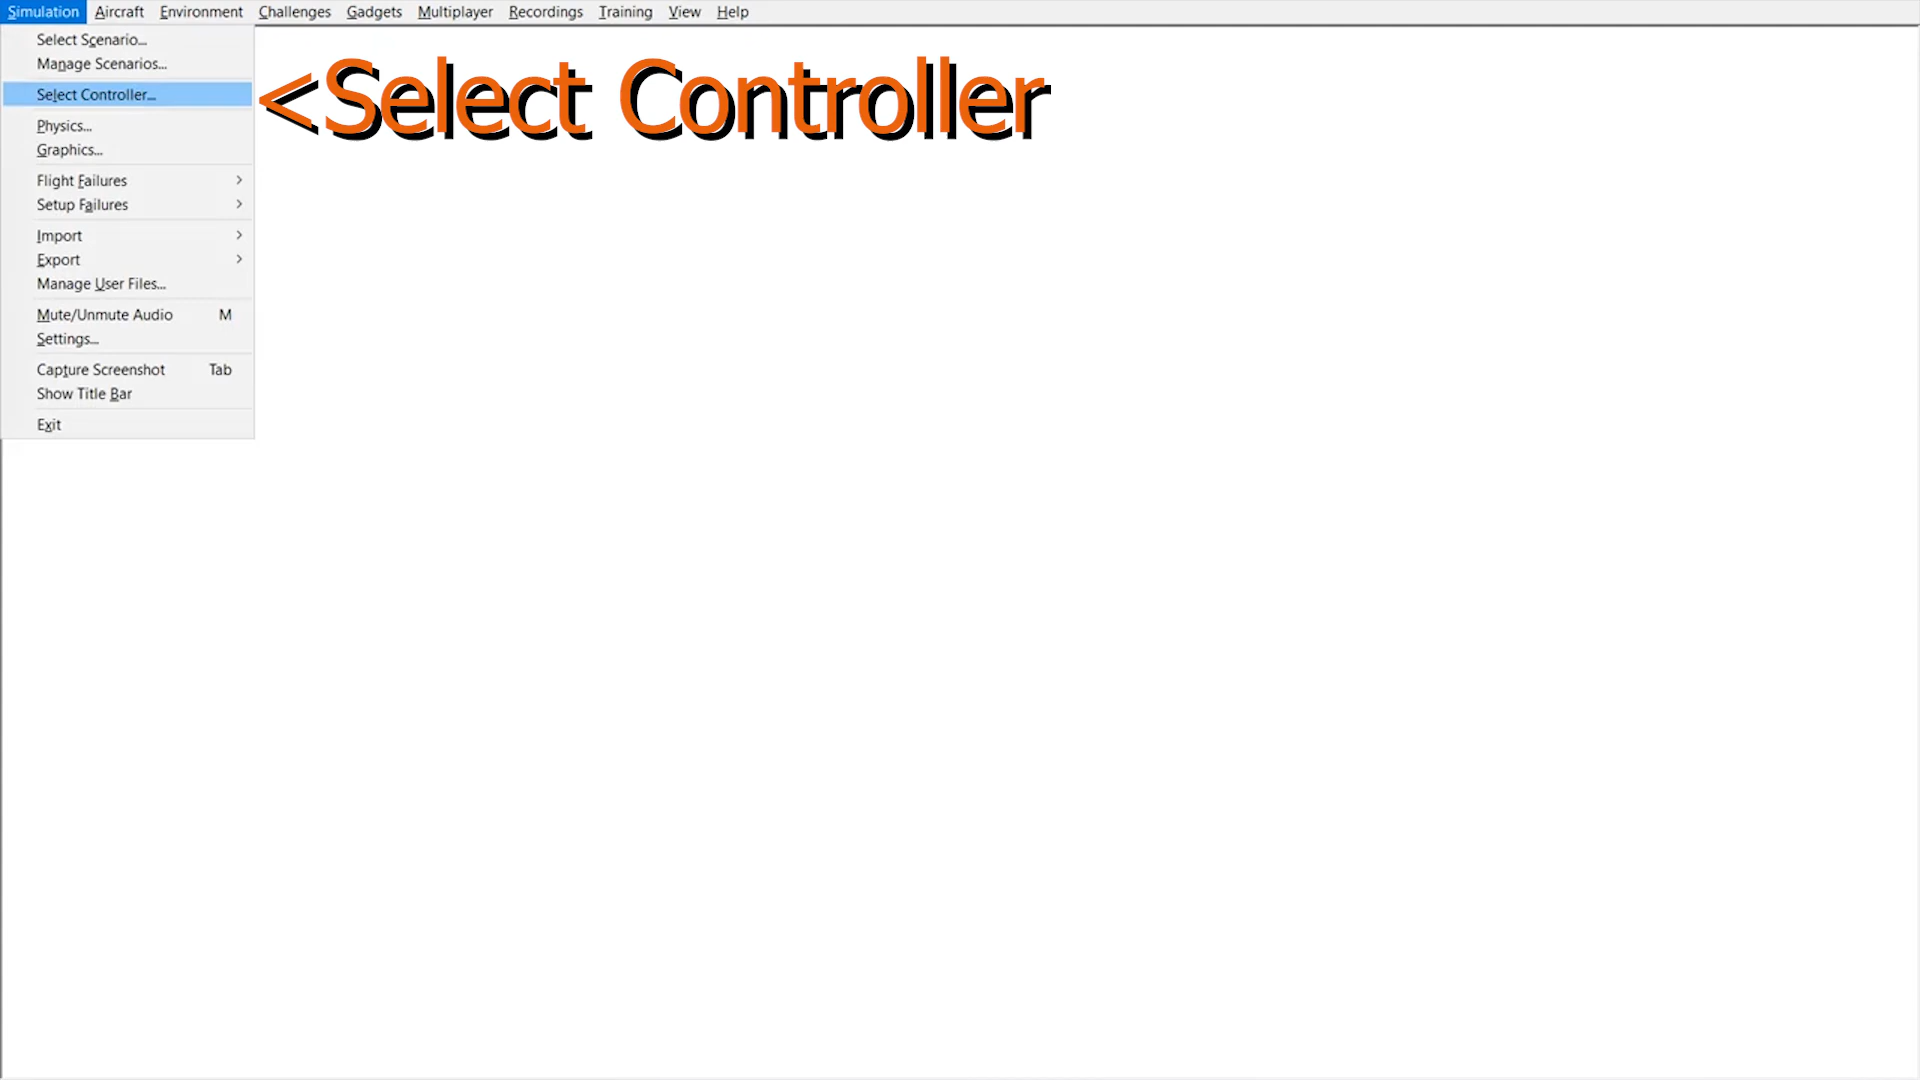 Simulation Aircraft Environment Challenges Gadgets Multiplayer Recordings Training View Help
Select Scenario...
Manage Scenarios...
Select Controller...
<Select Controller
Physics...
Graphics...
Flight Failures >
Setup Failures >
Import >
Export >
Manage User Files...
Mute/Unmute Audio M
Settings...
Capture Screenshot Tab
Show Title Bar
Exit